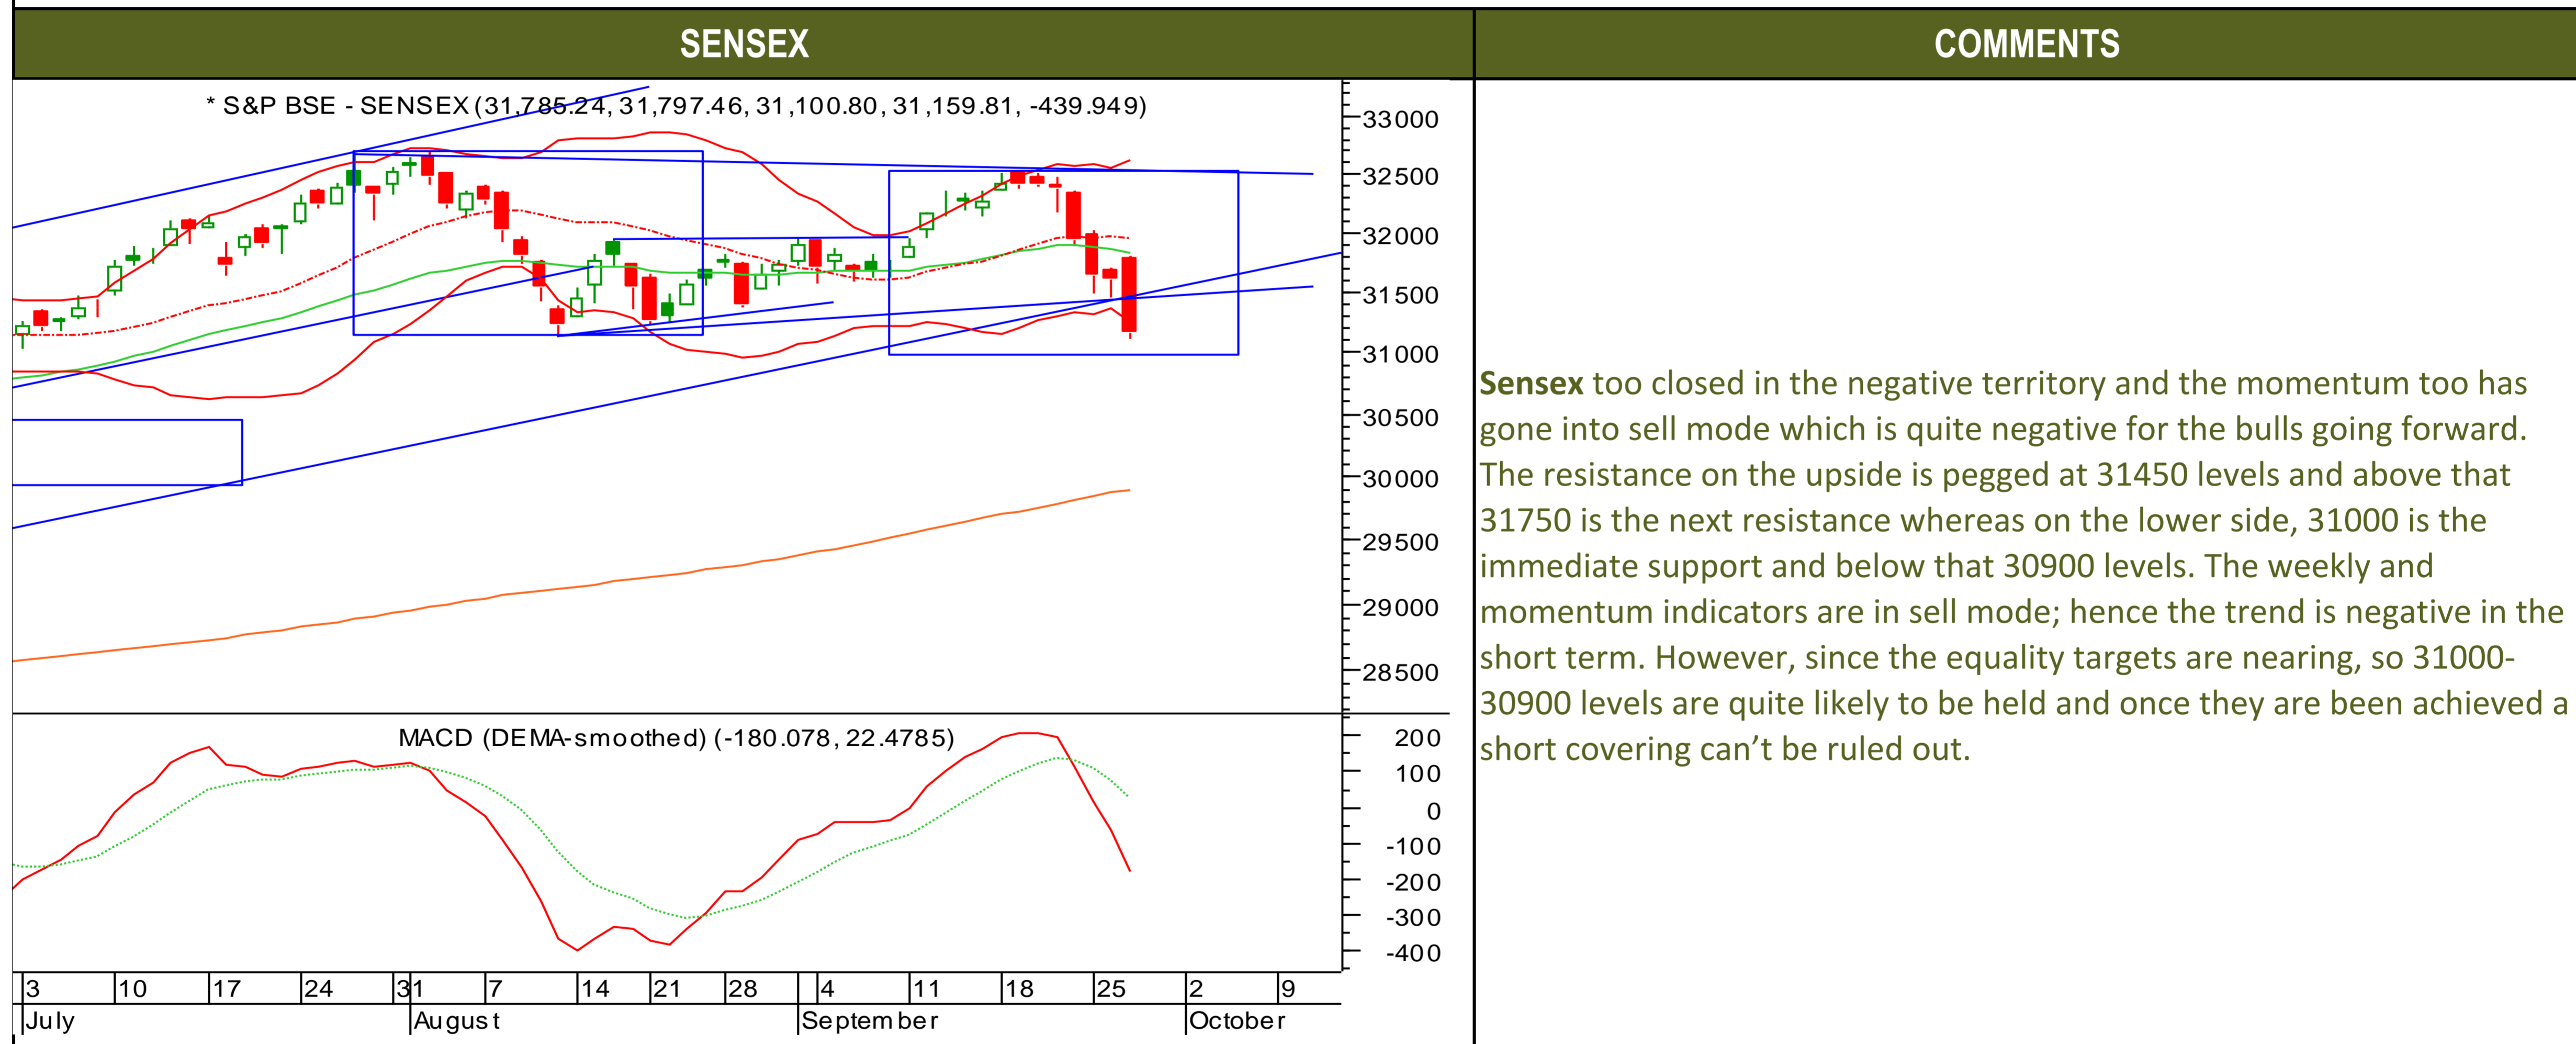 SENSEX
COMMENTS
* S&P BSE - SENSEX (31,785.24, 31,797.46, 31,100.80, 31,159.81, -439.949)
33000
32500
32000
31500
31000
30500
30000
29500
29000
28500
MACD (DEMA-smoothed) (-180.078, 22.4785)
200
100
0
-100
-200
-300
-400
3 10 17 24 31 7 14 21 28 4 11 18 25 2 9
July August September October
Sensex too closed in the negative territory and the momentum too has
gone into sell mode which is quite negative for the bulls going forward.
The resistance on the upside is pegged at 31450 levels and above that
31750 is the next resistance whereas on the lower side, 31000 is the
immediate support and below that 30900 levels. The weekly and
momentum indicators are in sell mode; hence the trend is negative in the
short term. However, since the equality targets are nearing, so 31000-
30900 levels are quite likely to be held and once they are been achieved a
short covering can’t be ruled out.